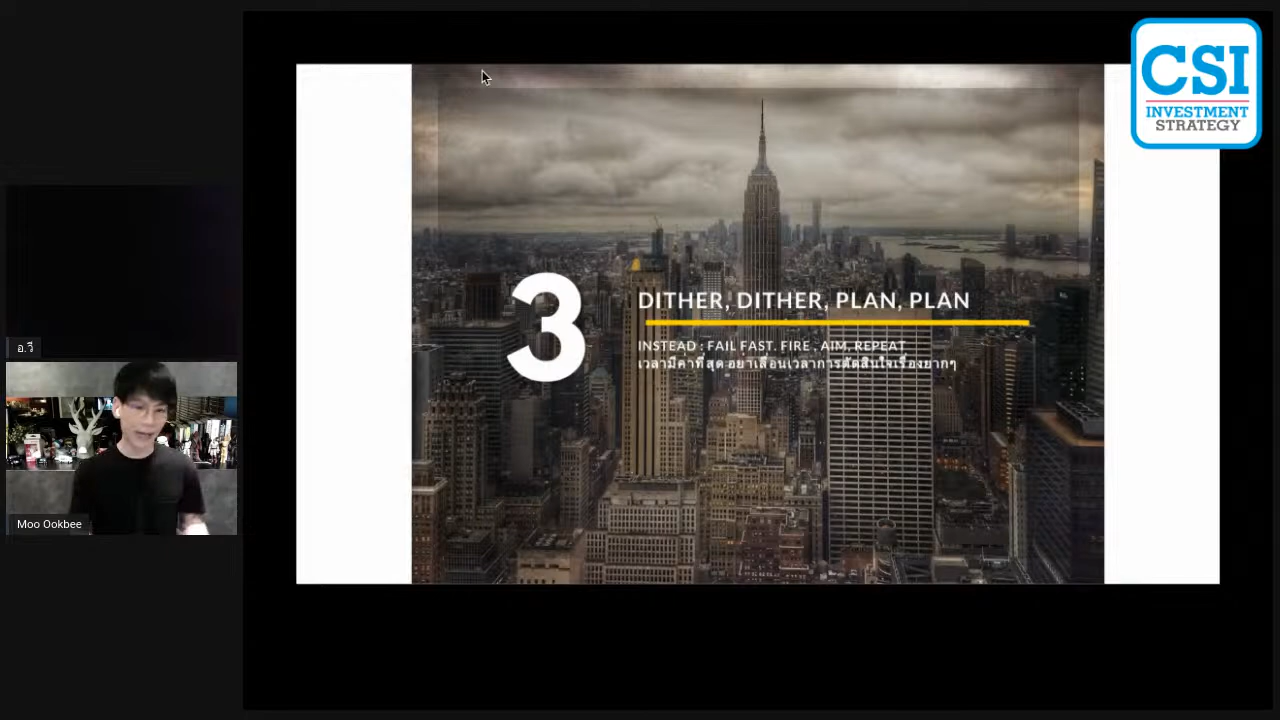 CSI
INVESTMENT
STRATEGY
3
DITHER, DITHER, PLAN, PLAN
INSTEAD : FAIL FAST. FIRE , AIM, REPEAT
เวลามีค่าที่สุด อย่าเลื่อนเวลาการตัดสินใจเรื่องยากๆ
อ.วี
Moo Ookbee